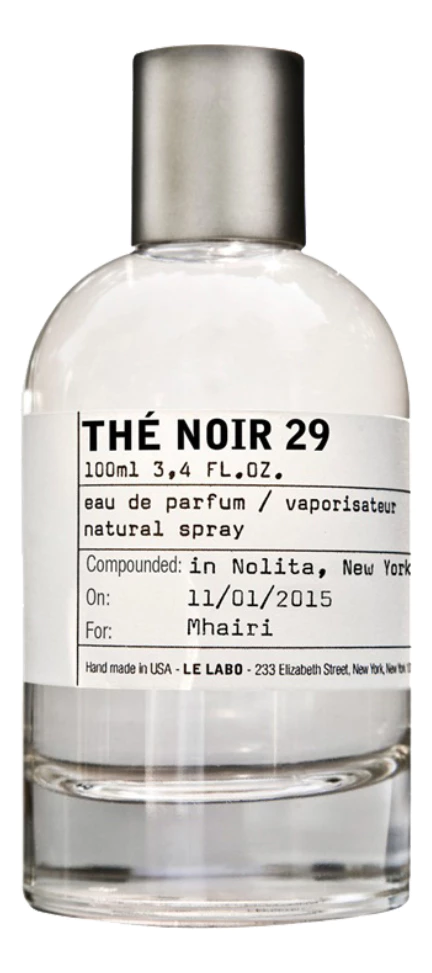 THÉ NOIR 29
100ml 3,4 FL.OZ.
eau de parfum / vaporisateur
natural spray
Compounded: in Nolita, New York
On: 11/01/2015
For: Mhairi
Hand made in USA - LE LABO - 233 Elizabeth Street, New York, New York